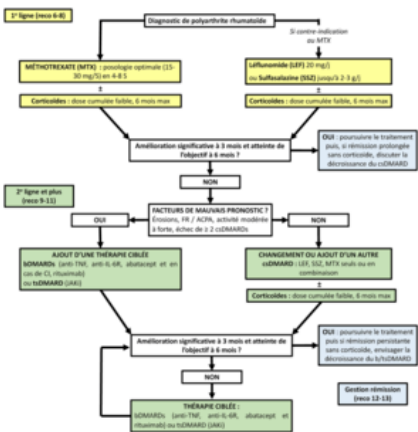 1e ligne (reco 6-8)
Diagnostic de polyarthrite rhumatoïde
Si contre-indication
au MTX
MÉTHOTREXATE (MTX) : posologie optimale (15-
30 mg/S) en 4-8 S
±
Corticoïdes : dose cumulée faible, 6 mois max
Léflunomide (LEF) 20 mg/j
ou Sulfasalazine (SSZ) jusqu'à 2-3 g/j
±
Corticoïdes : dose cumulée faible, 6 mois max
Amélioration significative à 3 mois et atteinte de
l'objectif à 6 mois ?
OUI : poursuivre le traitement
puis, si rémission prolongée
sans corticoïde, discuter la
décroissance du csDMARD
NON
2e ligne et plus
(reco 9-11)
FACTEURS DE MAUVAIS PRONOSTIC ?
Érosions, FR / ACPA, activité modérée
à forte, échec de ≥ 2 csDMARDs
OUI
NON
AJOUT D'UNE THÉRAPIE CIBLÉE
bDMARDs (anti-TNF, anti-IL-6R, abatacept et en
cas de CI, rituximab)
ou tsDMARD (JAKi)
CHANGEMENT OU AJOUT D'UN AUTRE
csDMARD : LEF, SSZ, MTX seuls ou en
combinaison
±
Corticoïdes : dose cumulée faible, 6 mois max
Amélioration significative à 3 mois et atteinte de
l'objectif à 6 mois ?
OUI : poursuivre le traitement
puis si rémission persistante
sans corticoïde, envisager la
décroissance du b/tsDMARD
NON
Gestion rémission
(reco 12-13)
THÉRAPIE CIBLÉE :
bDMARDs (anti-TNF, anti-IL-6R, abatacept et
rituximab) ou tsDMARD (JAKi)